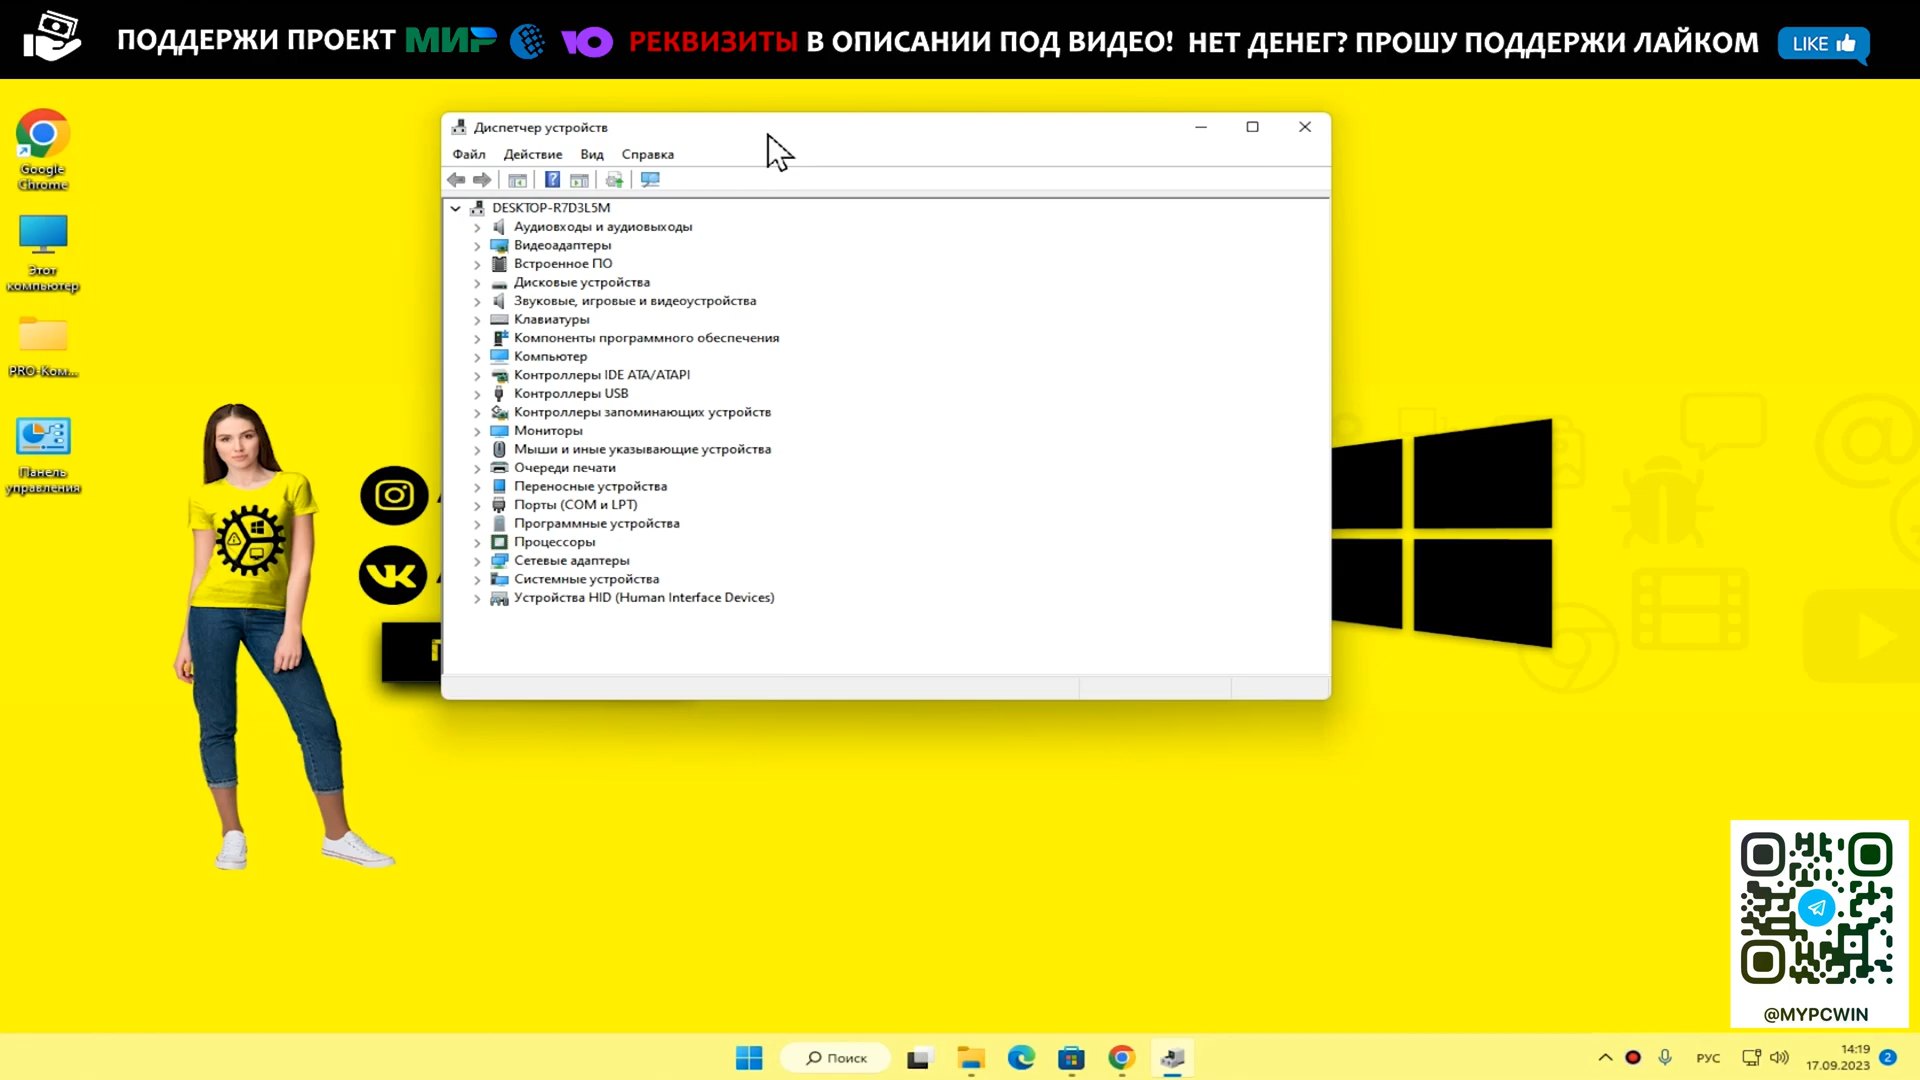 ПОДДЕРЖИ ПРОЕКТ МИР Ю РЕКВИЗИТЫ В ОПИСАНИИ ПОД ВИДЕО! НЕТ ДЕНЕГ? ПРОШУ ПОДДЕРЖИ ЛАЙКОМ LIKE
Google
Chrome
Этот
компьютер
PRO-Ком...
Панель
управления
VK
Диспетчер устройств
Файл Действие Вид Справка
DESKTOP-R7D3L5M
Аудиовходы и аудиовыходы
Видеоадаптеры
Встроенное ПО
Дисковые устройства
Звуковые, игровые и видеоустройства
Клавиатуры
Компоненты программного обеспечения
Компьютер
Контроллеры IDE ATA/ATAPI
Контроллеры USB
Контроллеры запоминающих устройств
Мониторы
Мыши и иные указывающие устройства
Очереди печати
Переносные устройства
Порты (COM и LPT)
Программные устройства
Процессоры
Сетевые адаптеры
Системные устройства
Устройства HID (Human Interface Devices)
@MYPCWIN
Поиск
РУС
14:19
17.09.2023
2